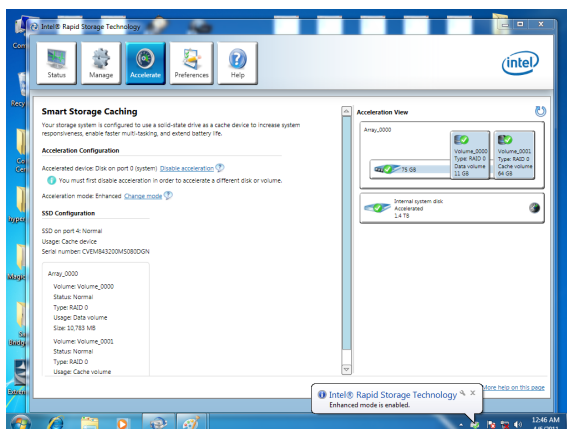 Intel® Rapid Storage Technology
Status
Manage
Accelerate
Preferences
Help
intel
Smart Storage Caching
Your storage system is configured to use a solid-state drive as a cache device to increase system
responsiveness, enable faster multi-tasking, and extend battery life.
Acceleration Configuration
Accelerated device: Disk on port 0 (system) Disable acceleration
You must first disable acceleration in order to accelerate a different disk or volume.
Acceleration mode: Enhanced Change mode
SSD Configuration
SSD on port 4: Normal
Usage: Cache device
Serial number: CVEM843200MS080DGN
Array_0000
Volume: Volume_0000
Status: Normal
Type: RAID 0
Usage: Data volume
Size: 10,783 MB
Volume: Volume_0001
Status: Normal
Type: RAID 0
Usage: Cache volume
Acceleration View
Array_0000
75 GB
Volume_0000
Type: RAID 0
Data volume
11 GB
Volume_0001
Type: RAID 0
Cache volume
64 GB
Internal system disk
Accelerated
1.4 TB
More help on this page
Intel® Rapid Storage Technology
Enhanced mode is enabled.
12:46 AM